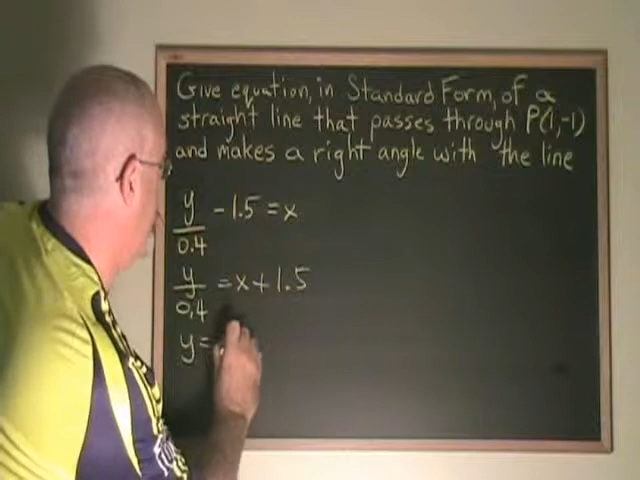 Give equation, in Standard Form, of a
straight line that passes through P(1,-1)
and makes a right angle with the line
y/0.4 - 1.5 = x
y/0.4 = x + 1.5
y =